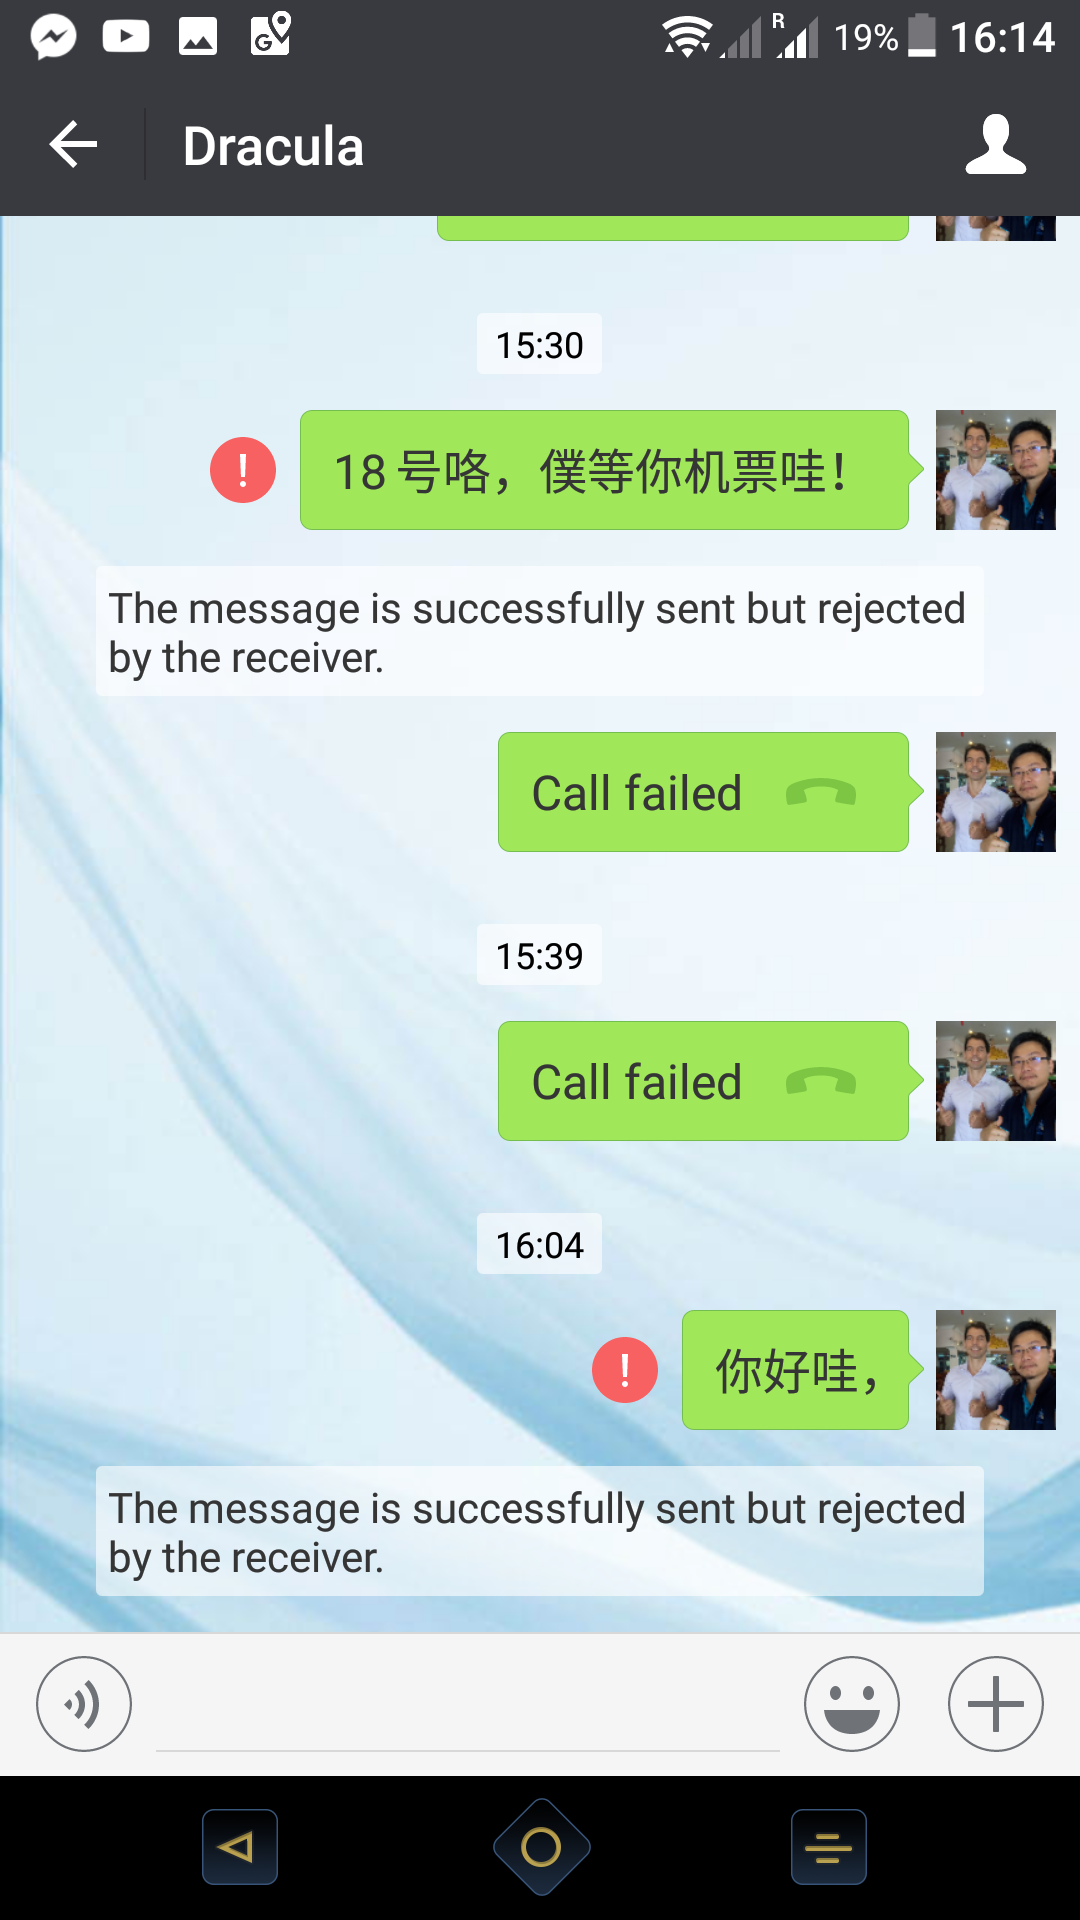 R 19% 16:14
Dracula
15:30
18号咯，僕等你机票哇！
The message is successfully sent but rejected
by the receiver.
Call failed
15:39
Call failed
16:04
你好哇，
The message is successfully sent but rejected
by the receiver.